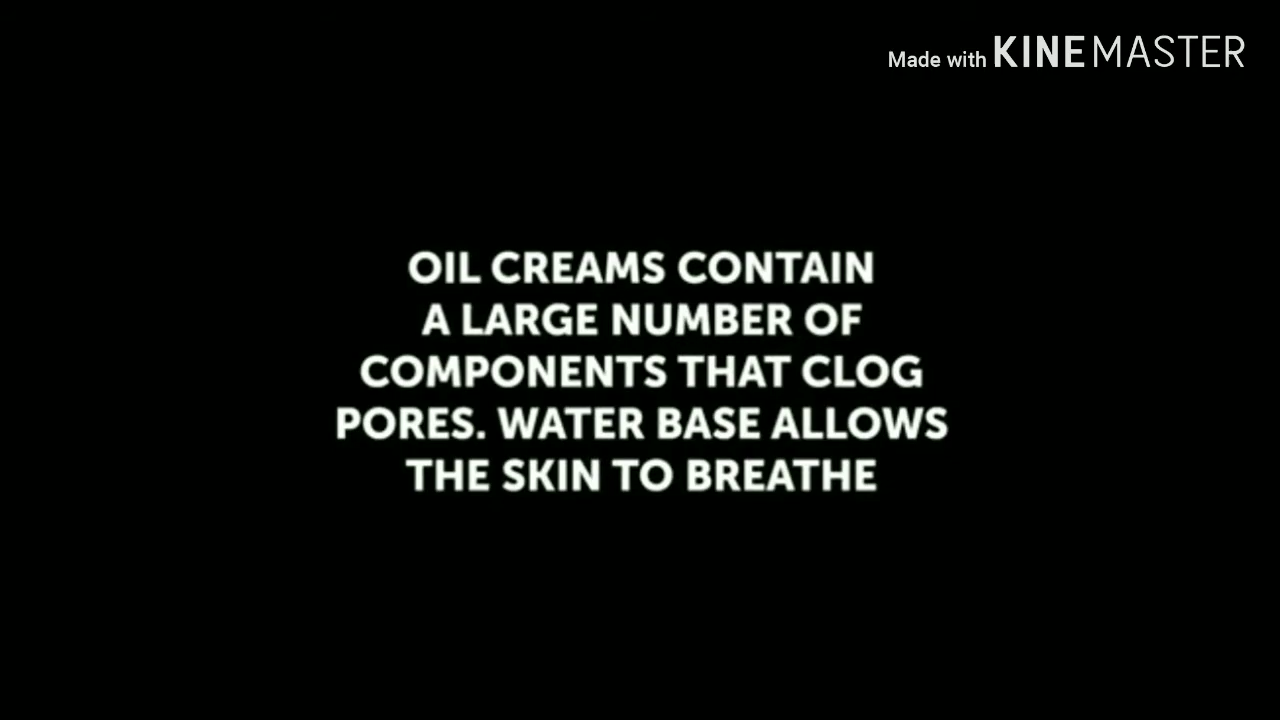 Made with KINEMASTER
OIL CREAMS CONTAIN
A LARGE NUMBER OF
COMPONENTS THAT CLOG
PORES. WATER BASE ALLOWS
THE SKIN TO BREATHE